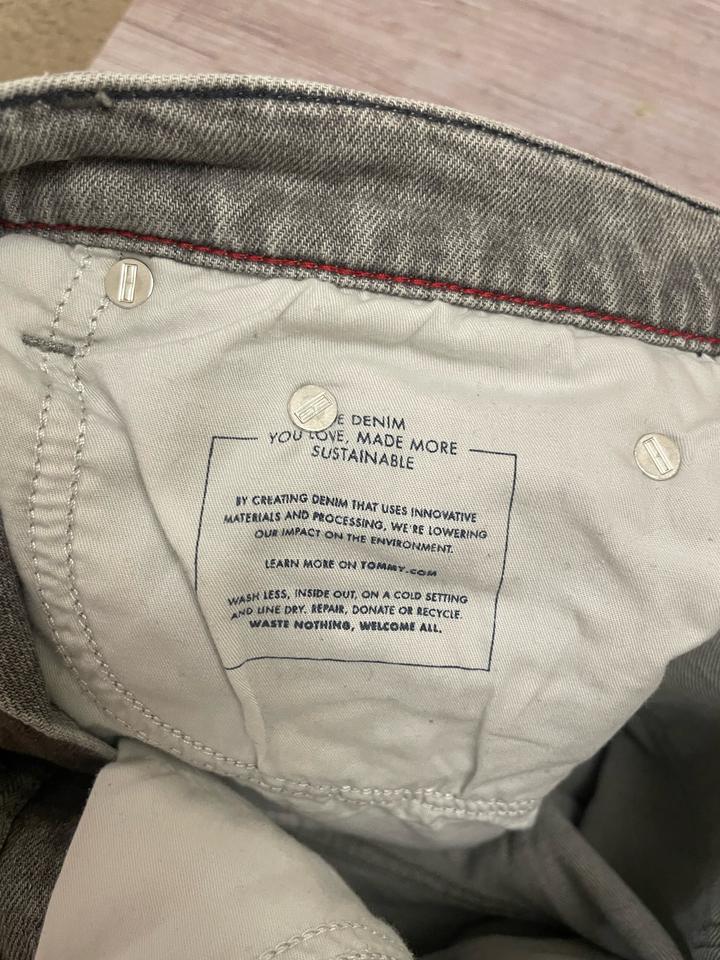 E DENIM
YOU LOVE, MADE MORE
SUSTAINABLE
BY CREATING DENIM THAT USES INNOVATIVE
MATERIALS AND PROCESSING, WE'RE LOWERING
OUR IMPACT ON THE ENVIRONMENT.
LEARN MORE ON TOMMY.COM
WASH LESS, INSIDE OUT, ON A COLD SETTING
AND LINE DRY. REPAIR, DONATE OR RECYCLE.
WASTE NOTHING, WELCOME ALL.